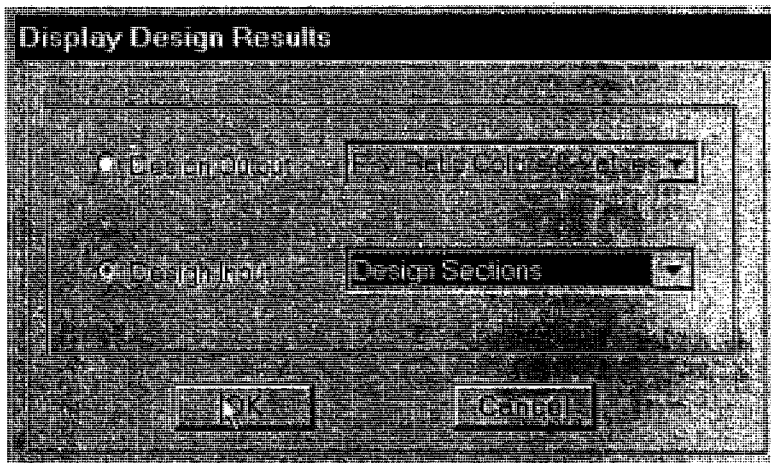 Display Design Results
Design Output P-M Ratio Colors & Values
Design Input Design Sections
OK Cancel